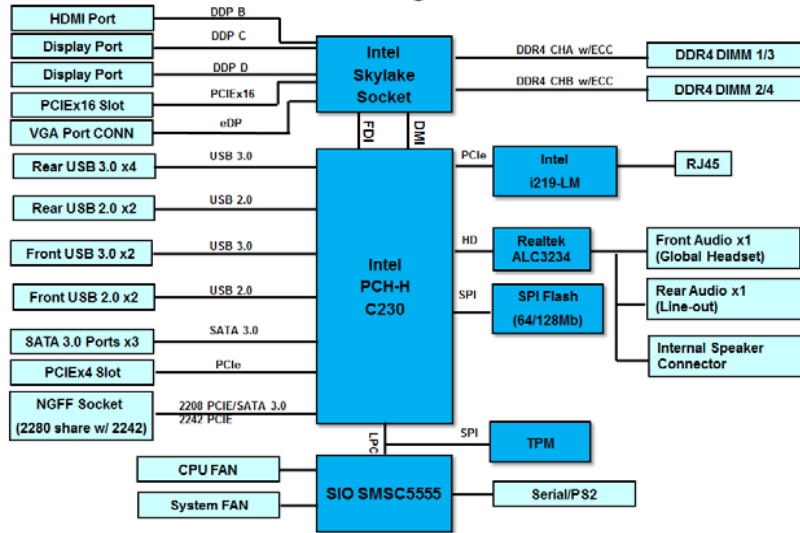 HDMI Port
DDP B
Display Port
DDP C
Display Port
DDP D
PCIEx16 Slot
PCIEx16
VGA Port CONN
eDP
Intel
Skylake
Socket
DDR4 CHA w/ECC
DDR4 DIMM 1/3
DDR4 CHB w/ECC
DDR4 DIMM 2/4
FDI
DMI
Rear USB 3.0 x4
USB 3.0
Rear USB 2.0 x2
USB 2.0
Front USB 3.0 x2
USB 3.0
Front USB 2.0 x2
USB 2.0
SATA 3.0 Ports x3
SATA 3.0
PCIEx4 Slot
PCIe
NGFF Socket
(2280 share w/ 2242)
2208 PCIE/SATA 3.0
2242 PCIE
Intel
PCH-H
C230
PCIe
Intel
i219-LM
RJ45
HD
Realtek
ALC3234
Front Audio x1
(Global Headset)
Rear Audio x1
(Line-out)
Internal Speaker
Connector
SPI
SPI Flash
(64/128Mb)
LPC
SPI
TPM
CPU FAN
System FAN
SIO SMSC5555
Serial/PS2